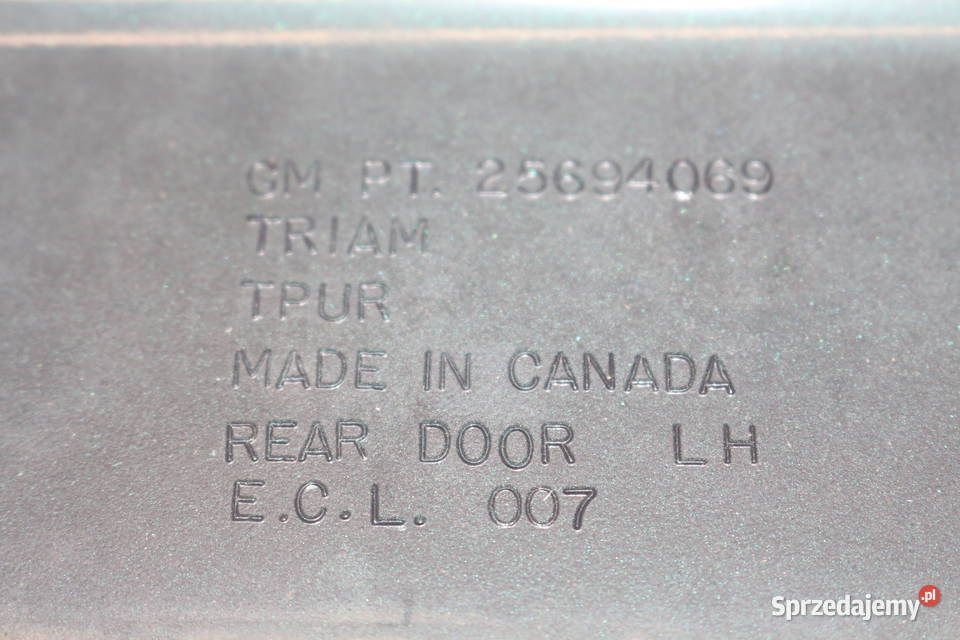 GM PT. 25694069
TRIAM
TPUR
MADE IN CANADA
REAR DOOR LH
E.C.L. 007
Sprzedajemy.pl